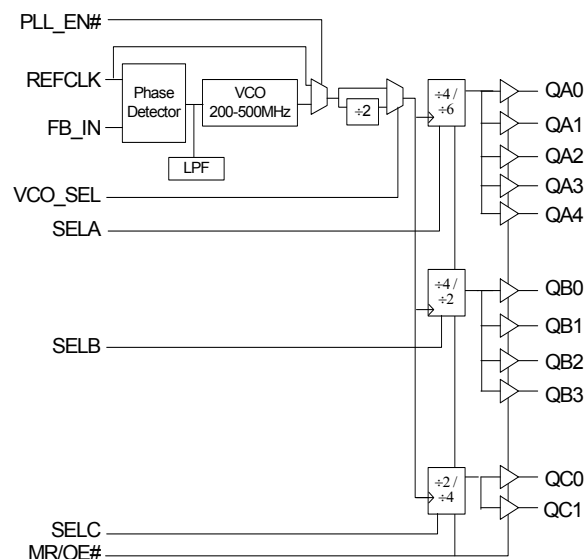 PLL_EN#
REFCLK
Phase
Detector
VCO
200-500MHz
÷2
÷4 /
÷6
QA0
QA1
QA2
QA3
QA4
FB_IN
LPF
VCO_SEL
SELA
÷4 /
÷2
QB0
QB1
QB2
QB3
SELB
÷2 /
÷4
QC0
QC1
SELC
MR/OE#